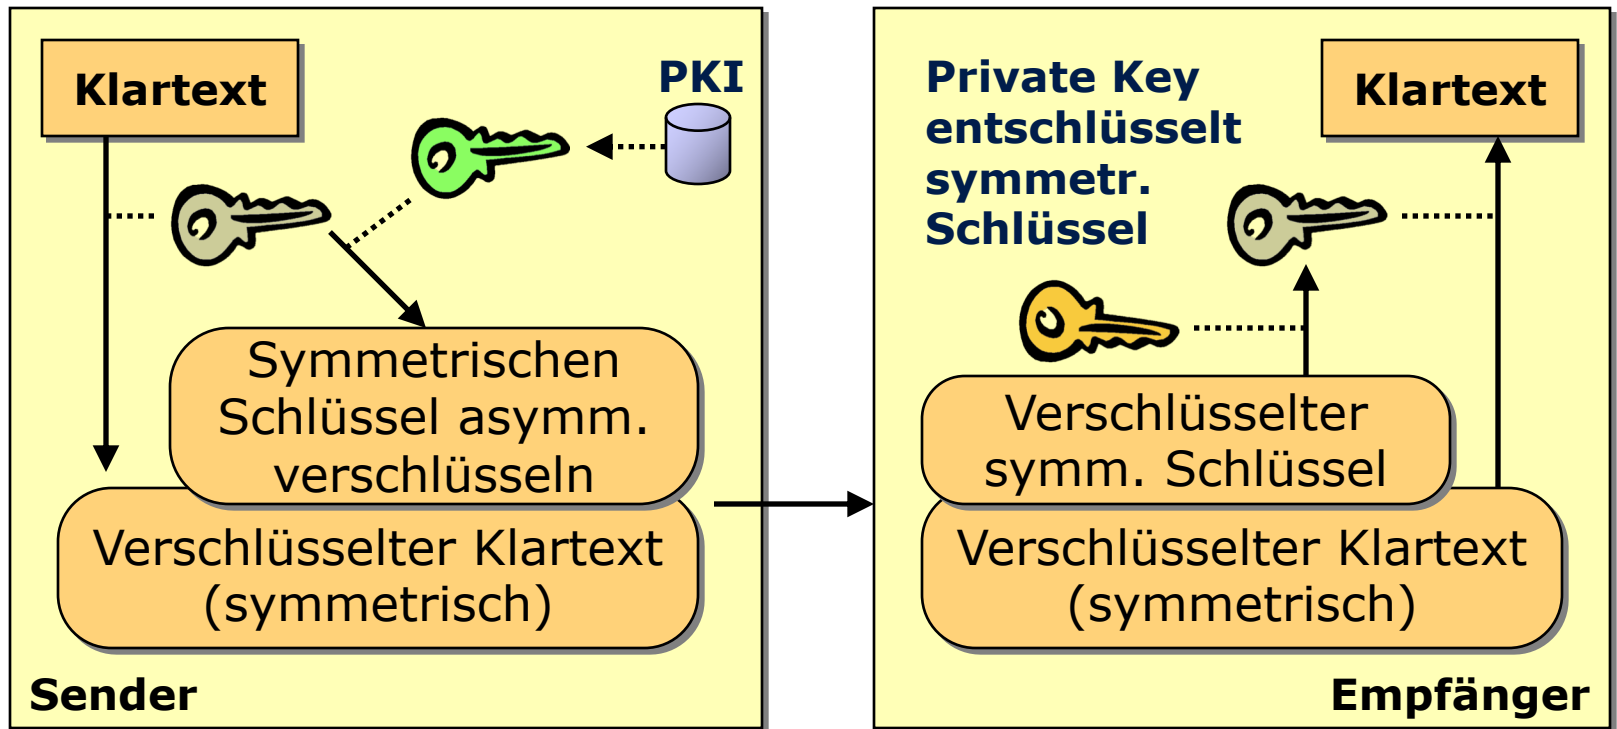 Klartext
PKI
Symmetrischen
Schlüssel asymm.
verschlüsseln
Verschlüsselter Klartext
(symmetrisch)
Sender
Private Key
entschlüsselt
symmetr.
Schlüssel
Klartext
Verschlüsselter
symm. Schlüssel
Verschlüsselter Klartext
(symmetrisch)
Empfänger